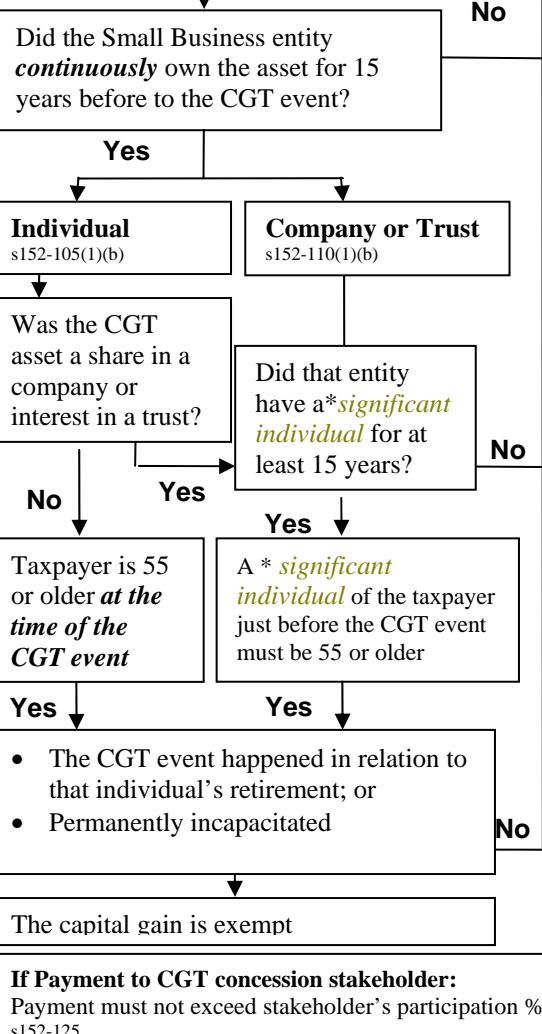 No
Did the Small Business entity
continuously own the asset for 15
years before to the CGT event?
Yes
Individual
s152-105(1)(b)
Company or Trust
s152-110(1)(b)
Was the CGT
asset a share in a
company or
interest in a trust?
Did that entity
have a*significant
individual for at
least 15 years?
No
No
Yes
Yes
Taxpayer is 55
or older at the
time of the
CGT event
A * significant
individual of the taxpayer
just before the CGT event
must be 55 or older
Yes
Yes
• The CGT event happened in relation to
that individual's retirement; or
• Permanently incapacitated
No
The capital gain is exempt
If Payment to CGT concession stakeholder:
Payment must not exceed stakeholder's participation %
s152-125